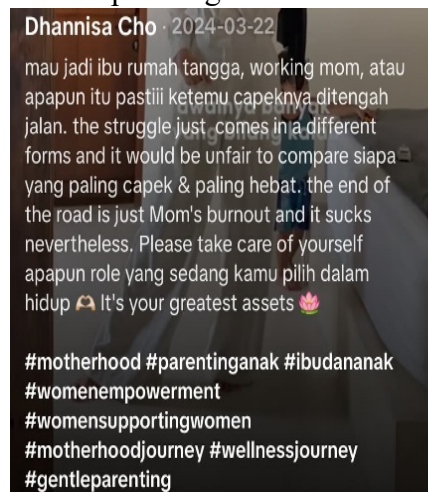 Dhannisa Cho · 2024-03-22
mau jadi ibu rumah tangga, working mom, atau
apapun itu pastiii ketemu capeknya ditengah
jalan. the struggle just comes in a different
forms and it would be unfair to compare siapa
yang paling capek & paling hebat. the end of
the road is just Mom's burnout and it sucks
nevertheless. Please take care of yourself
apapun role yang sedang kamu pilih dalam
hidup 🫶🏻 It's your greatest assets 🪷
#motherhood #parentinganak #ibudananak
#womenempowerment
#womensupportingwomen
#motherhoodjourney #wellnessjourney
#gentleparenting